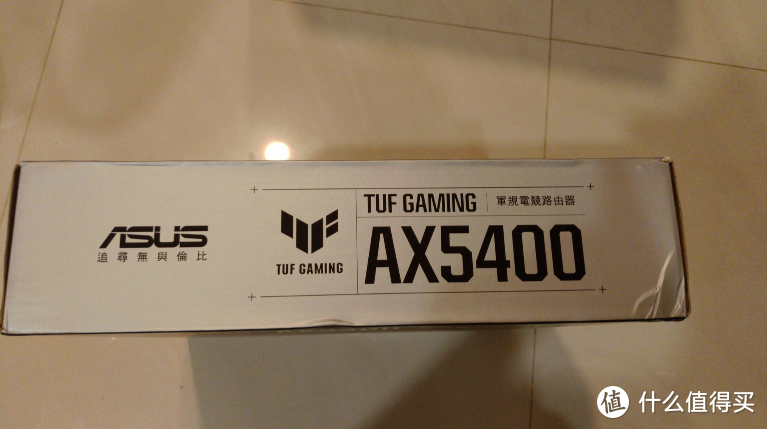 ASUS
追尋無與倫比
TUF GAMING
TUF GAMING 軍規電競路由器
AX5400
值 什么值得买